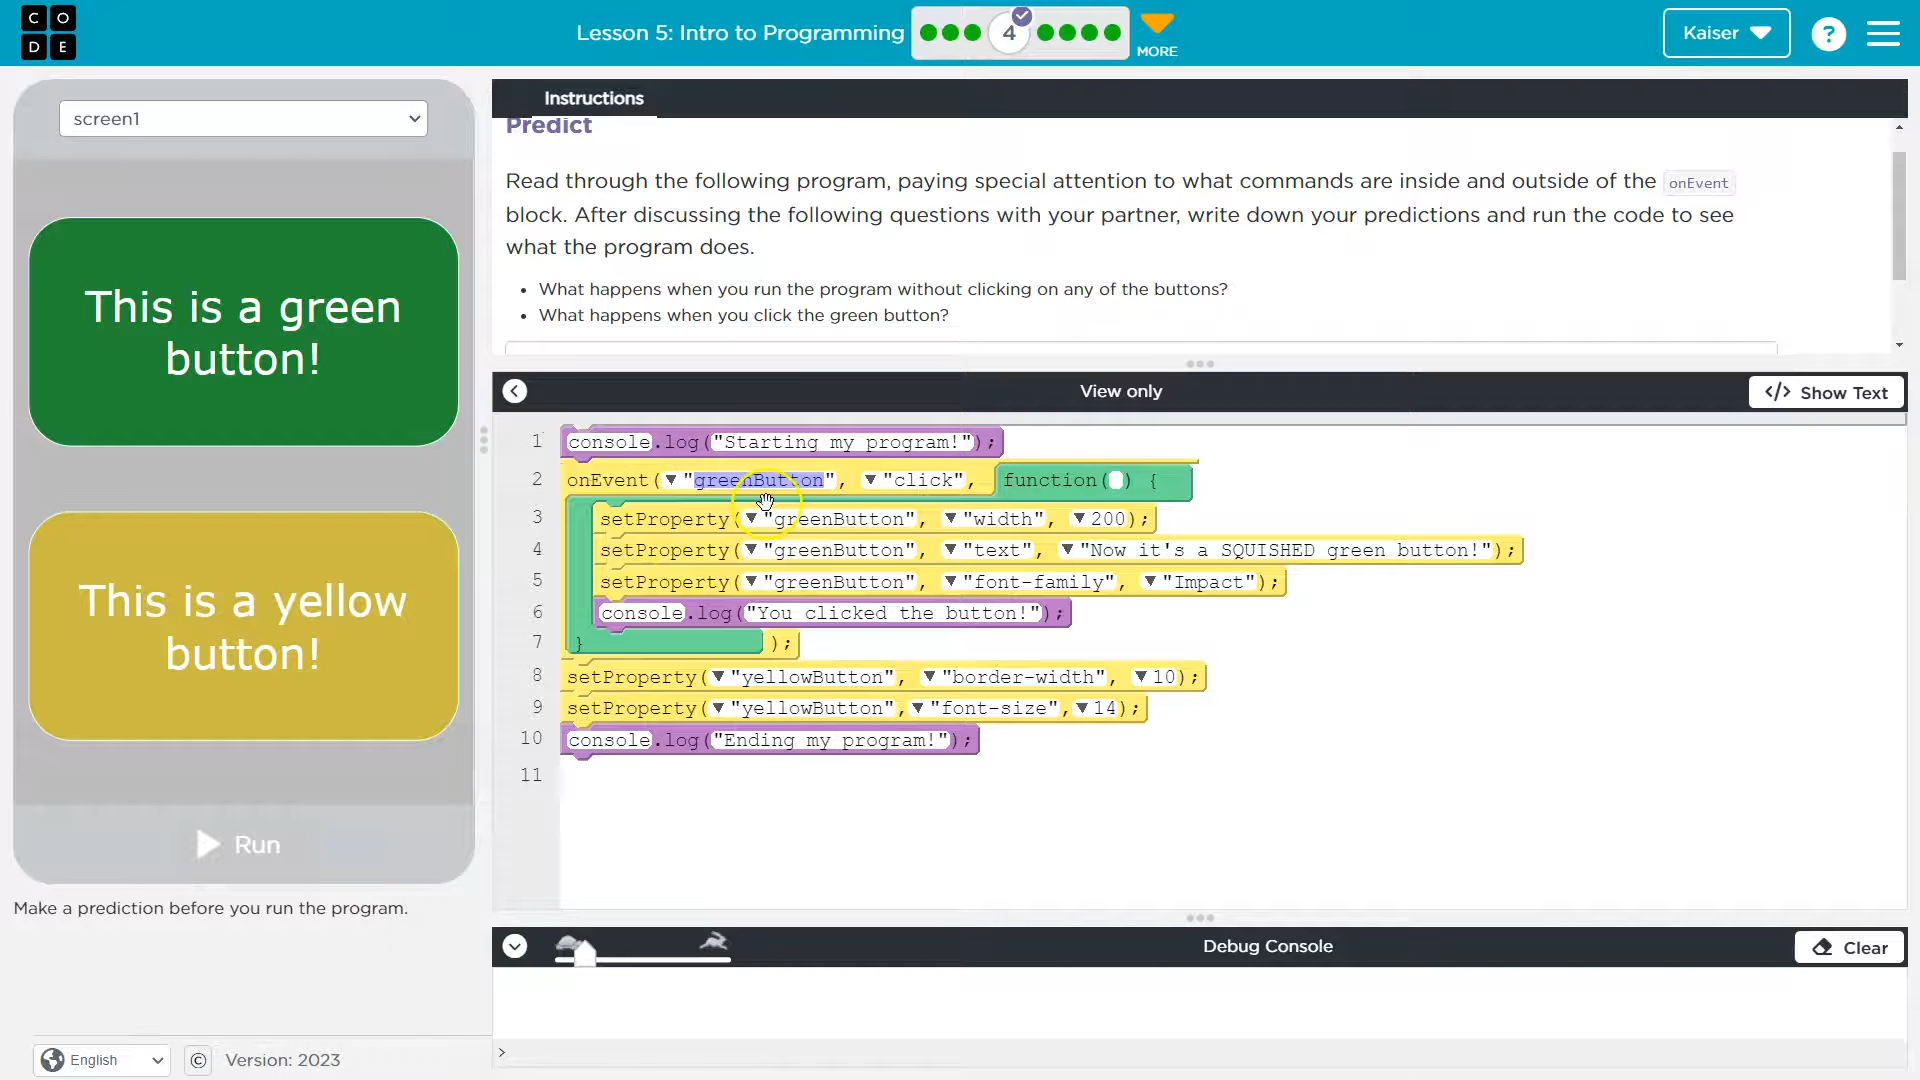 CODE
Lesson 5: Intro to Programming
4
MORE
Kaiser
?
screen1
This is a green
button!
This is a yellow
button!
Run
Make a prediction before you run the program.
English
©
Version: 2023
Instructions
Predict
Read through the following program, paying special attention to what commands are inside and outside of the onEvent
block. After discussing the following questions with your partner, write down your predictions and run the code to see
what the program does.
• What happens when you run the program without clicking on any of the buttons?
• What happens when you click the green button?
View only
</> Show Text
1 console.log("Starting my program!");
2 onEvent(▼"greenButton", ▼"click", function( ) {
3 setProperty(▼"greenButton", ▼"width", ▼200);
4 setProperty(▼"greenButton", ▼"text", ▼"Now it's a SQUISHED green button!");
5 setProperty(▼"greenButton", ▼"font-family", ▼"Impact");
6 console.log("You clicked the button!");
7 } );
8 setProperty(▼"yellowButton", ▼"border-width", ▼10);
9 setProperty(▼"yellowButton",▼"font-size",▼14);
10 console.log("Ending my program!");
11
Debug Console
Clear
>